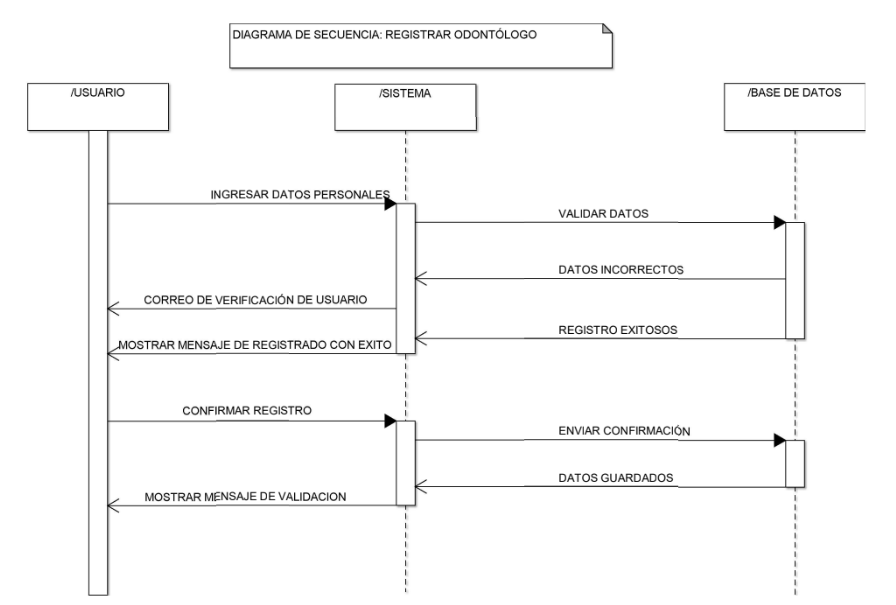 DIAGRAMA DE SECUENCIA: REGISTRAR ODONTÓLOGO
/USUARIO
/SISTEMA
/BASE DE DATOS
INGRESAR DATOS PERSONALES
VALIDAR DATOS
DATOS INCORRECTOS
CORREO DE VERIFICACIÓN DE USUARIO
REGISTRO EXITOSOS
MOSTRAR MENSAJE DE REGISTRADO CON EXITO
CONFIRMAR REGISTRO
ENVIAR CONFIRMACIÓN
DATOS GUARDADOS
MOSTRAR MENSAJE DE VALIDACION